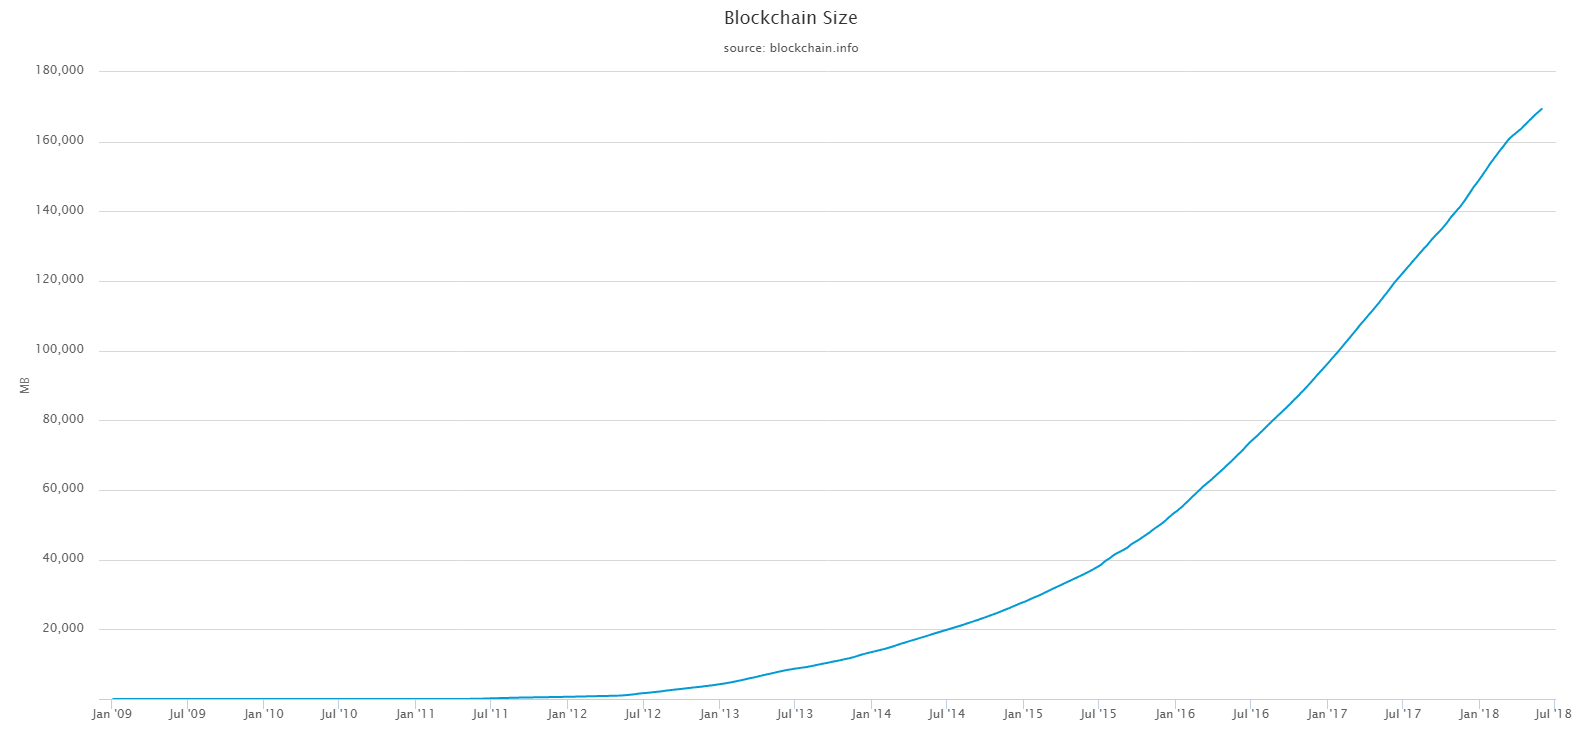 Blockchain Size
source: blockchain.info
180,000
160,000
140,000
120,000
100,000
80,000
60,000
40,000
20,000
MB
Jan '09 Jul '09 Jan '10 Jul '10 Jan '11 Jul '11 Jan '12 Jul '12 Jan '13 Jul '13 Jan '14 Jul '14 Jan '15 Jul '15 Jan '16 Jul '16 Jan '17 Jul '17 Jan '18 Jul '18